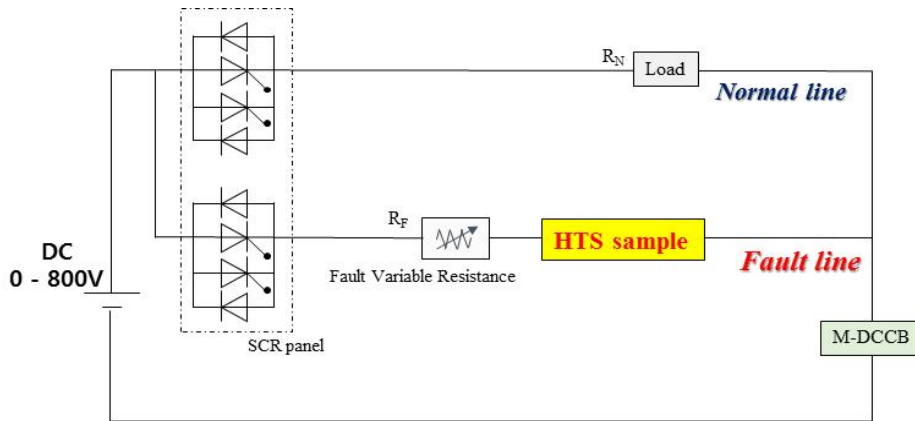 R_N
Load
Normal line
R_F
HTS sample
DC
0 - 800V
Fault Variable Resistance
Fault line
M-DCCB
SCR panel